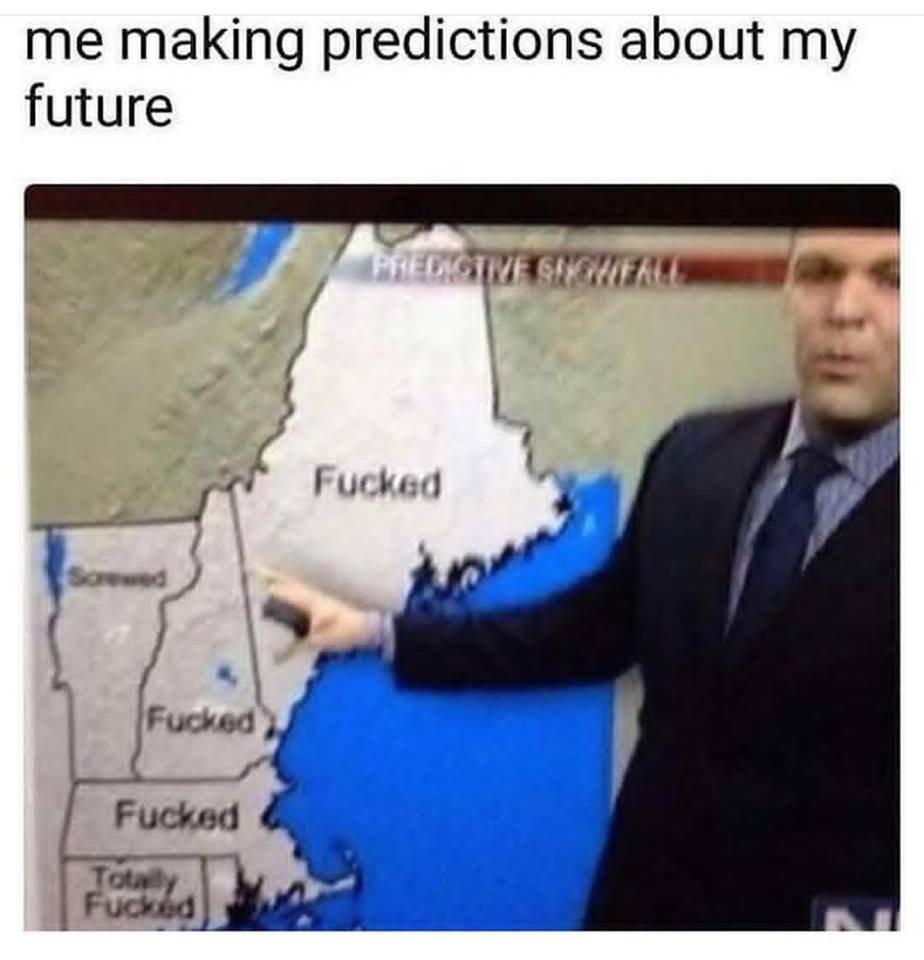 me making predictions about my
future
PREDICTIVE SNOWFALL
Fucked
Screwed
Fucked
Fucked
Totally
Fucked